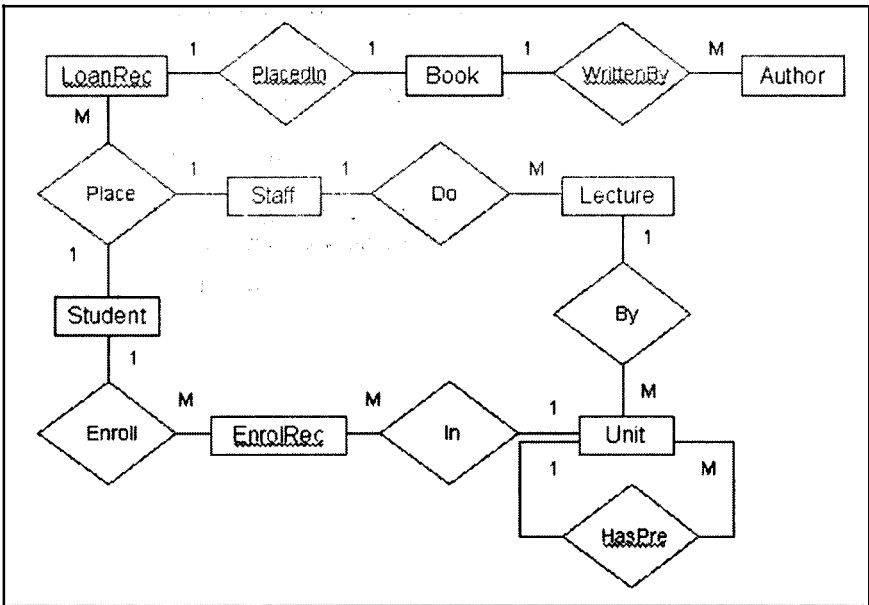 1 1 1 M
LoanRec PlacedIn Book WrittenBy Author
M
1 1 M
Place Staff Do Lecture
1 1
Student By
1
M M 1 M
Enroll EnrolRec In Unit
1 M
HasPre